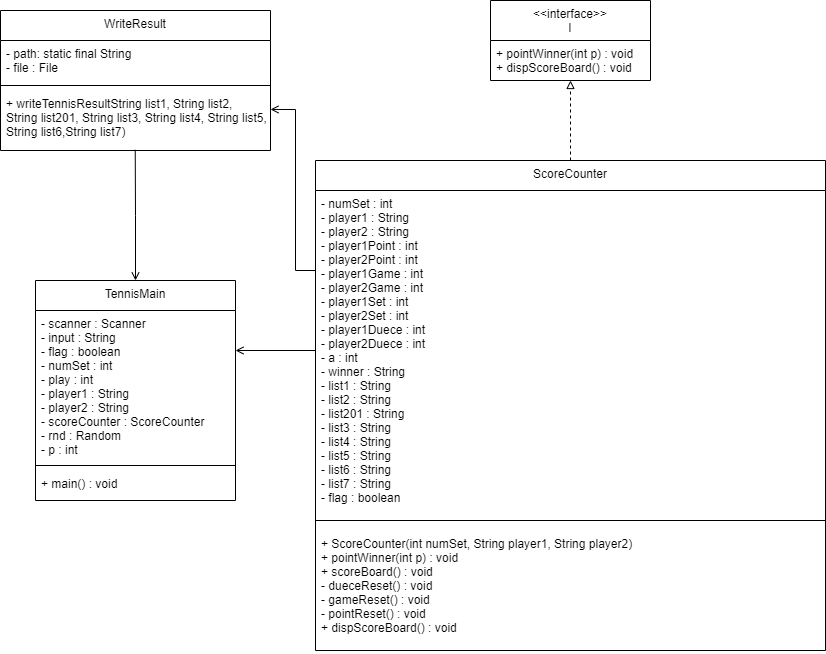 WriteResult
- path: static final String
- file : File
+ writeTennisResultString list1, String list2,
String list201, String list3, String list4, String list5,
String list6,String list7)
<<interface>>
I
+ pointWinner(int p) : void
+ dispScoreBoard() : void
ScoreCounter
- numSet : int
- player1 : String
- player2 : String
- player1Point : int
- player2Point : int
- player1Game : int
- player2Game : int
- player1Set : int
- player2Set : int
- player1Duece : int
- player2Duece : int
- a : int
- winner : String
- list1 : String
- list2 : String
- list201 : String
- list3 : String
- list4 : String
- list5 : String
- list6 : String
- list7 : String
- flag : boolean
+ ScoreCounter(int numSet, String player1, String player2)
+ pointWinner(int p) : void
+ scoreBoard() : void
- dueceReset() : void
- gameReset() : void
- pointReset() : void
+ dispScoreBoard() : void
TennisMain
- scanner : Scanner
- input : String
- flag : boolean
- numSet : int
- play : int
- player1 : String
- player2 : String
- scoreCounter : ScoreCounter
- rnd : Random
- p : int
+ main() : void